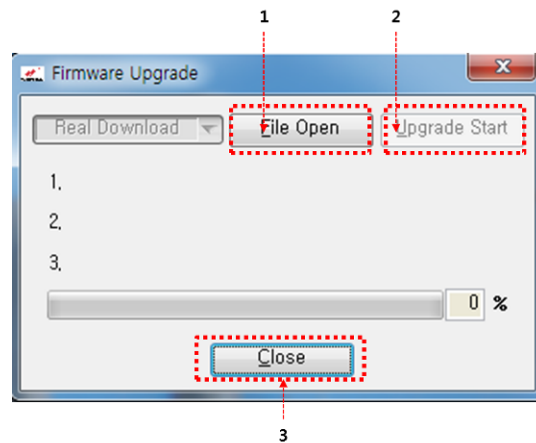 1 2
Firmware Upgrade
Real Download File Open Upgrade Start
1,
2,
3,
0 %
Close
3